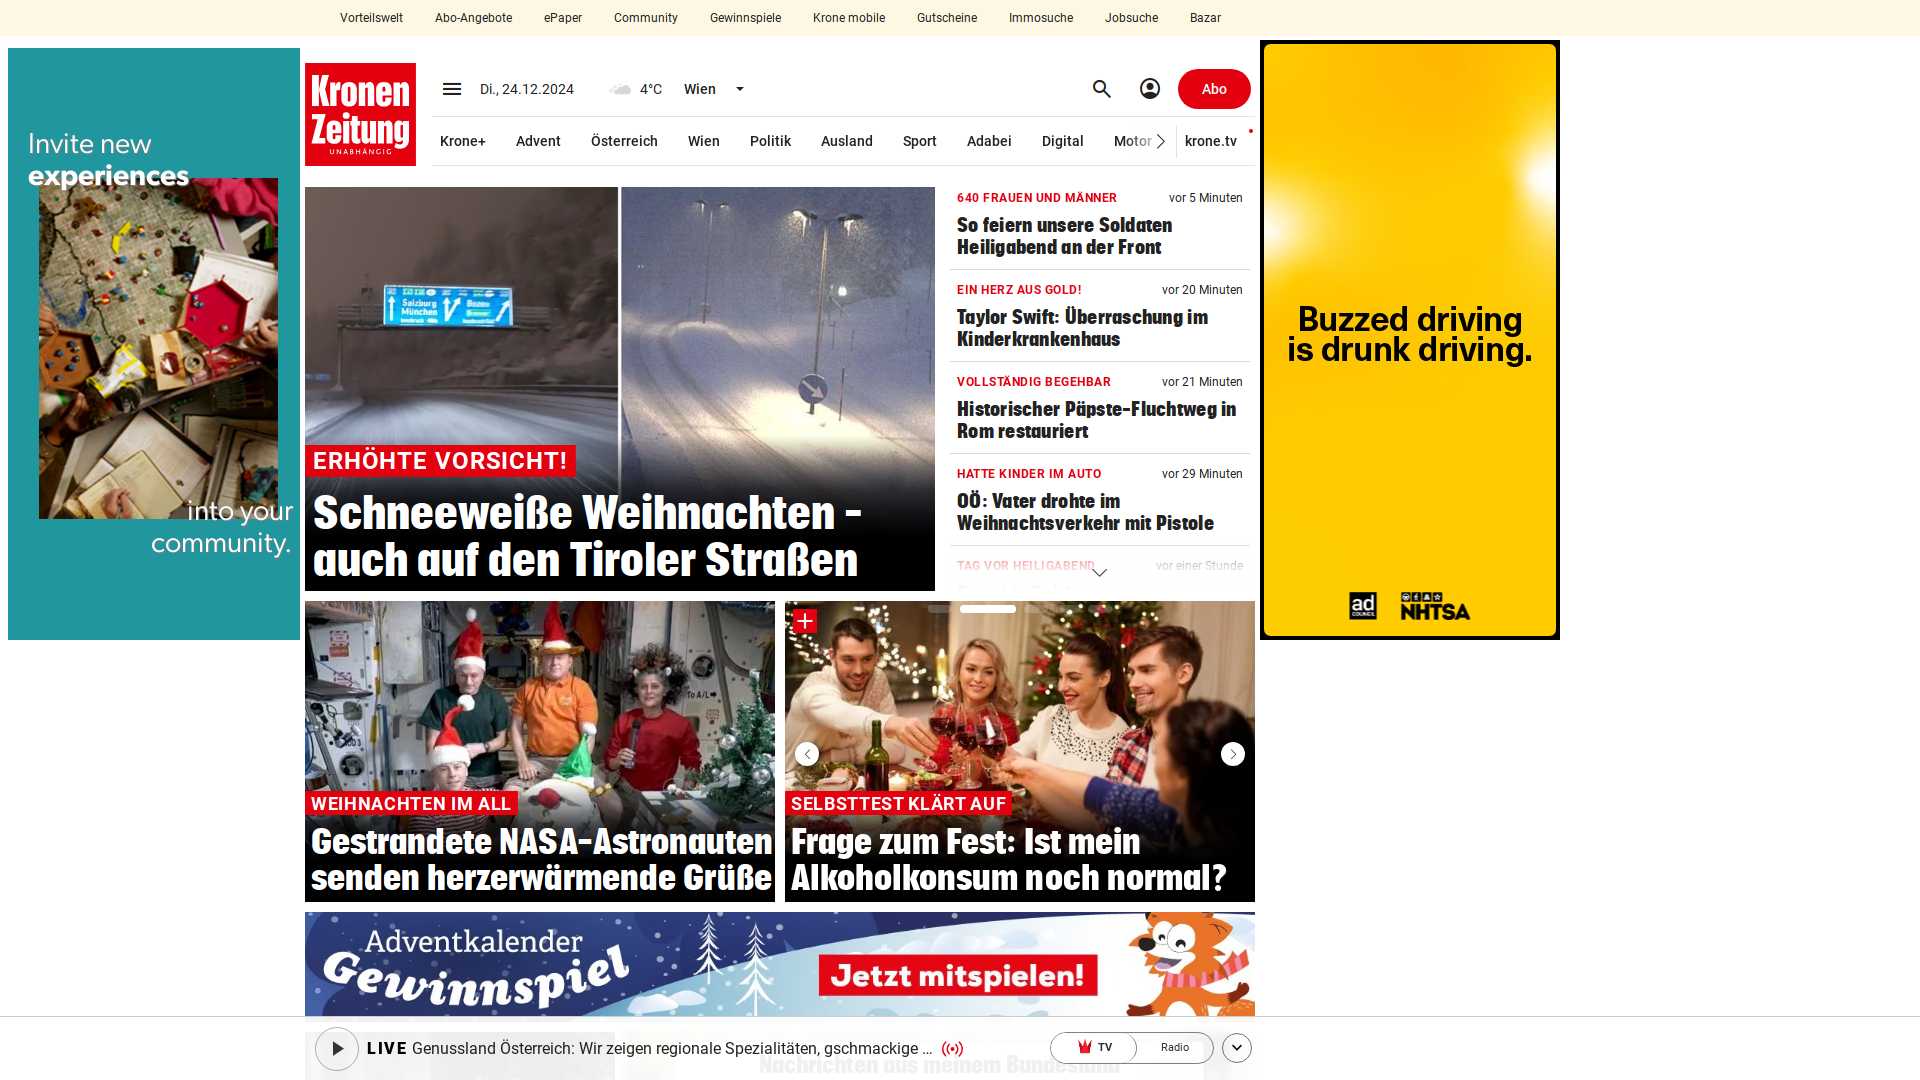 Vorteilswelt Abo-Angebote ePaper Community Gewinnspiele Krone mobile Gutscheine Immosuche Jobsuche Bazar
Invite new
experiences
into your
community.
Kronen
Zeitung
UNABHÄNGIG
Di., 24.12.2024 4°C Wien
Abo
Krone+ Advent Österreich Wien Politik Ausland Sport Adabei Digital Motor krone.tv
Salzburg
München
Bozen
ERHÖHTE VORSICHT!
Schneeweiße Weihnachten -
auch auf den Tiroler Straßen
640 FRAUEN UND MÄNNER vor 5 Minuten
So feiern unsere Soldaten
Heiligabend an der Front
EIN HERZ AUS GOLD! vor 20 Minuten
Taylor Swift: Überraschung im
Kinderkrankenhaus
VOLLSTÄNDIG BEGEHBAR vor 21 Minuten
Historischer Päpste-Fluchtweg in
Rom restauriert
HATTE KINDER IM AUTO vor 29 Minuten
OÖ: Vater drohte im
Weihnachtsverkehr mit Pistole
TAG VOR HEILIGABEND vor einer Stunde
Buzzed driving
is drunk driving.
ad
COUNCIL
NHTSA
To A/L
WEIHNACHTEN IM ALL
Gestrandete NASA-Astronauten
senden herzerwärmende Grüße
SELBSTTEST KLÄRT AUF
Frage zum Fest: Ist mein
Alkoholkonsum noch normal?
Adventkalender
Gewinnspiel
Jetzt mitspielen!
LIVE Genussland Österreich: Wir zeigen regionale Spezialitäten, gschmackige ...
TV Radio
Nachrichten aus meinem Bundesland